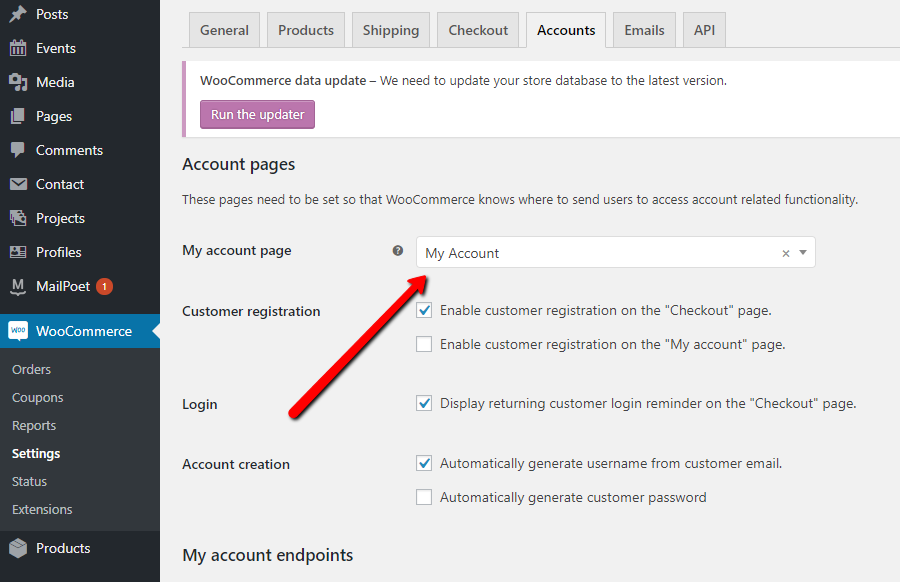 Posts
Events
Media
Pages
Comments
Contact
Projects
Profiles
MailPoet 1
WooCommerce
Orders
Coupons
Reports
Settings
Status
Extensions
Products
General Products Shipping Checkout Accounts Emails API
WooCommerce data update – We need to update your store database to the latest version.
Run the updater
Account pages
These pages need to be set so that WooCommerce knows where to send users to access account related functionality.
My account page ? My Account ×
Customer registration Enable customer registration on the "Checkout" page.
Enable customer registration on the "My account" page.
Login Display returning customer login reminder on the "Checkout" page.
Account creation Automatically generate username from customer email.
Automatically generate customer password
My account endpoints